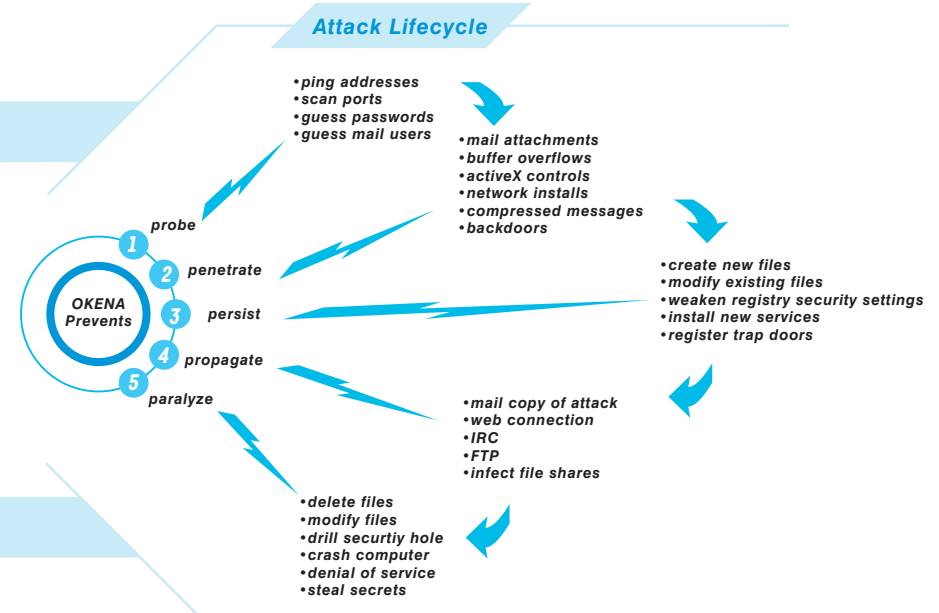 Attack Lifecycle
•ping addresses
•scan ports
•guess passwords
•guess mail users
•mail attachments
•buffer overflows
•activeX controls
•network installs
•compressed messages
•backdoors
•create new files
•modify existing files
•weaken registry security settings
•install new services
•register trap doors
OKENA
Prevents
1
probe
2
penetrate
3
persist
4
propagate
5
paralyze
•mail copy of attack
•web connection
•IRC
•FTP
•infect file shares
•delete files
•modify files
•drill securtiy hole
•crash computer
•denial of service
•steal secrets